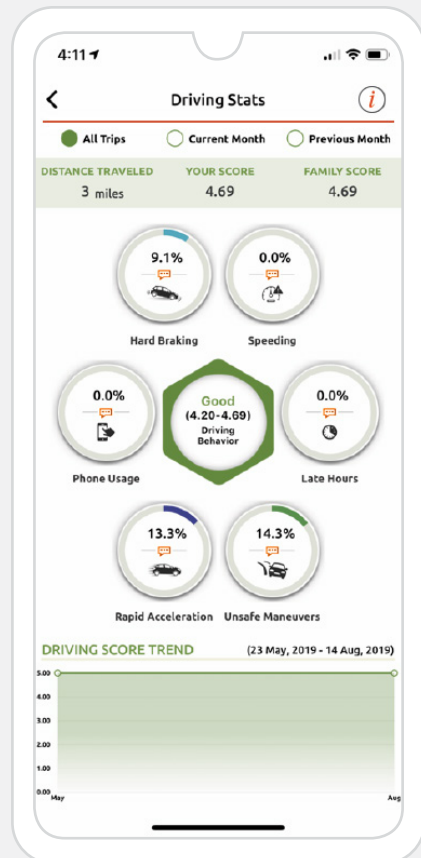 4:11
Driving Stats
i
All Trips Current Month Previous Month
DISTANCE TRAVELED YOUR SCORE FAMILY SCORE
3 miles 4.69 4.69
9.1% 0.0%
Hard Braking Speeding
0.0% Good 0.0%
(4.20-4.69)
Driving
Behavior
Phone Usage Late Hours
13.3% 14.3%
Rapid Acceleration Unsafe Maneuvers
DRIVING SCORE TREND (23 May, 2019 - 14 Aug, 2019)
5.00
4.00
3.00
2.00
1.00
0.00
May Aug